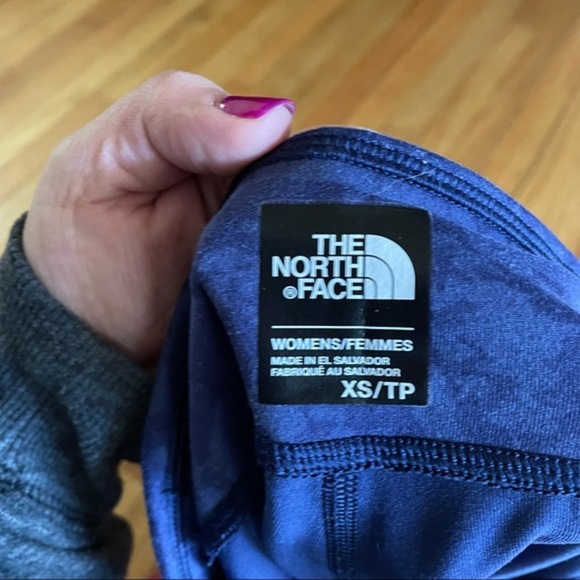 THE
NORTH
®FACE
WOMENS/FEMMES
MADE IN EL SALVADOR
FABRIQUÉ AU SALVADOR
XS/TP